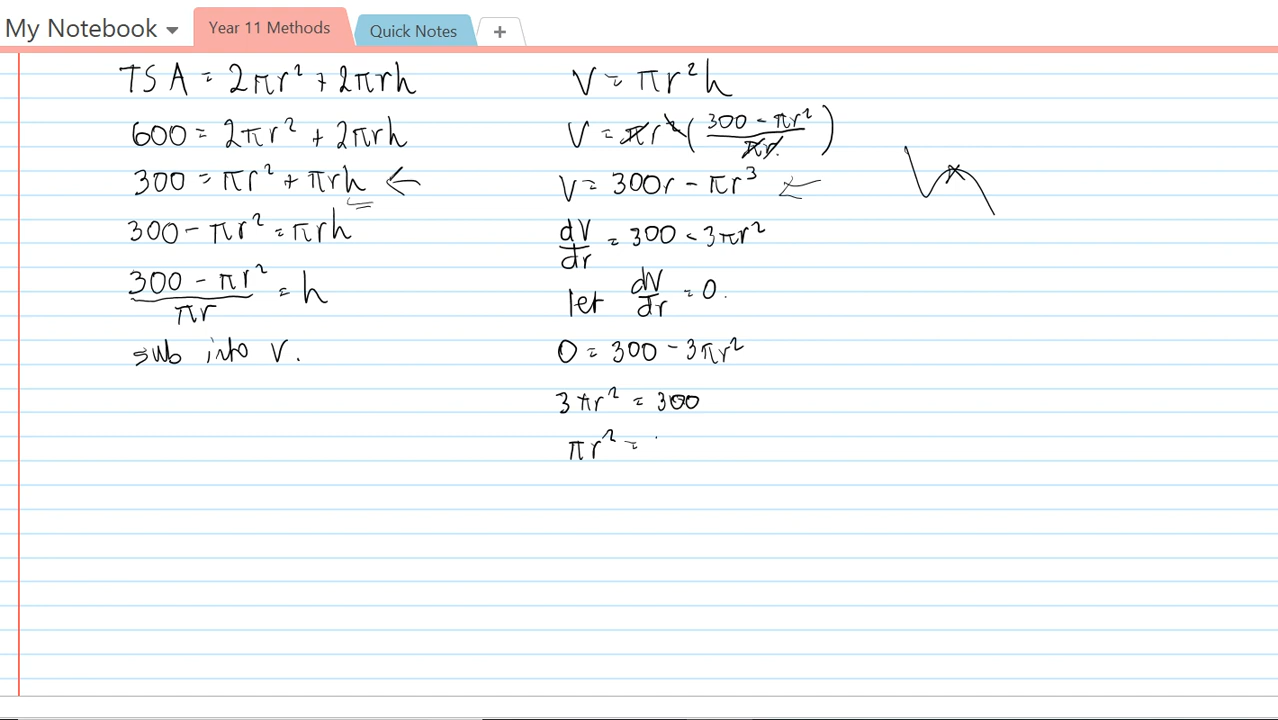 My Notebook
Year 11 Methods
Quick Notes
TSA = 2πr² + 2πrh
600 = 2πr² + 2πrh
300 = πr² + πrh
300 - πr² = πrh
300 - πr² / πr = h
sub into V.
V = πr²h
V = πr²(300 - πr² / πr)
V = 300r - πr³
dV/dr = 300 - 3πr²
let dV/dr = 0.
0 = 300 - 3πr²
3πr² = 300
πr² =